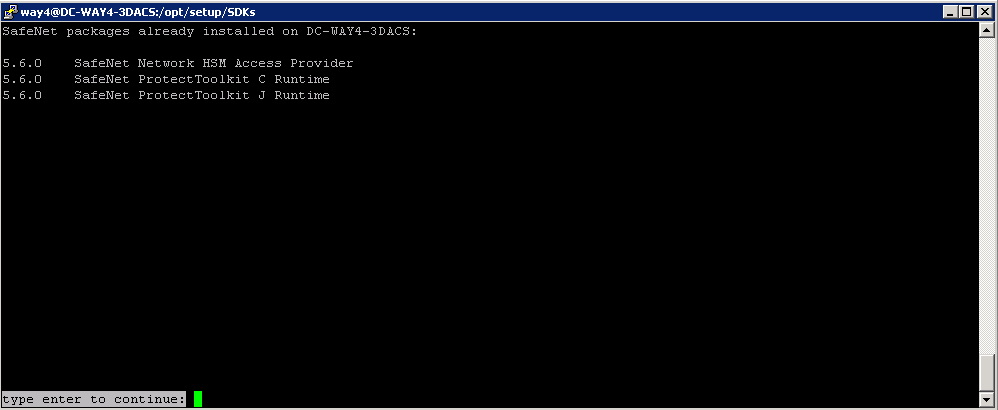 way4@DC-WAY4-3DACS:/opt/setup/SDKs
SafeNet packages already installed on DC-WAY4-3DACS:
5.6.0    SafeNet Network HSM Access Provider
5.6.0    SafeNet ProtectToolkit C Runtime
5.6.0    SafeNet ProtectToolkit J Runtime
type enter to continue: